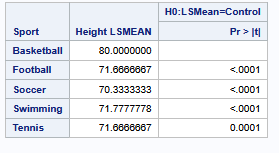 H0:LSMean=Control
Sport Height LSMEAN Pr > |t|
Basketball 80.0000000
Football 71.6666667 <.0001
Soccer 70.3333333 <.0001
Swimming 71.7777778 <.0001
Tennis 71.6666667 0.0001